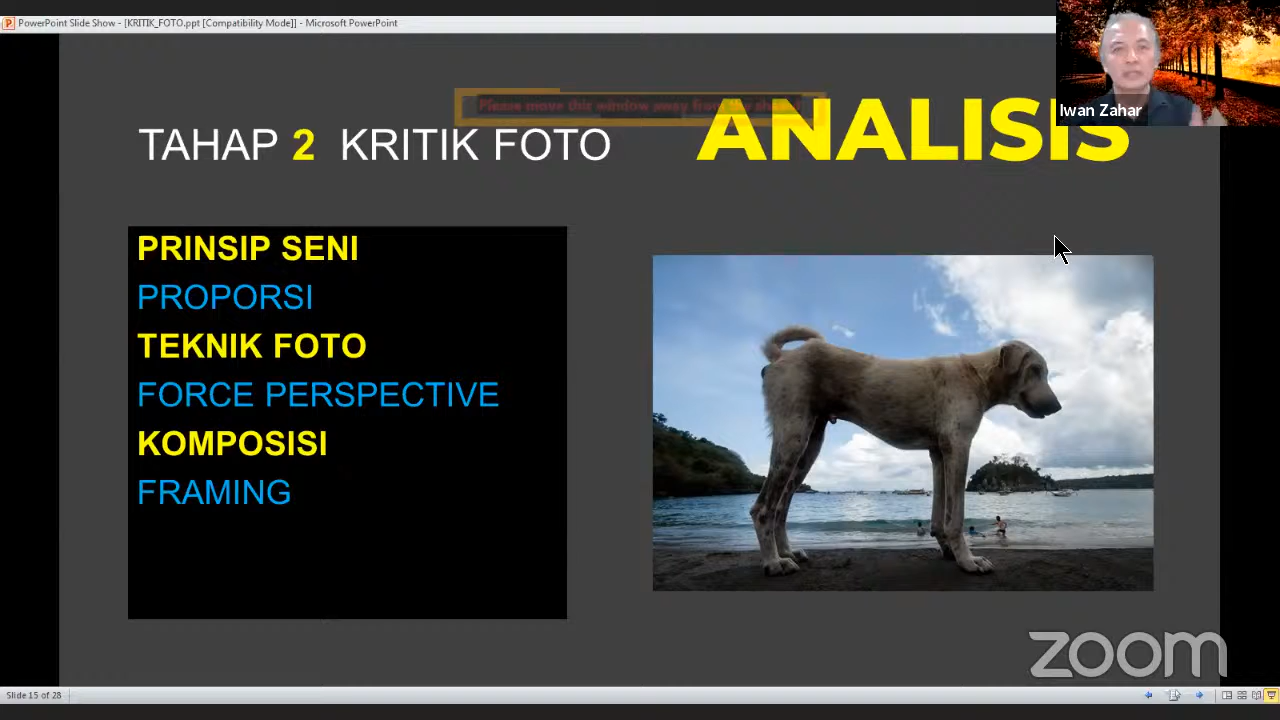 PowerPoint Slide Show - [KRITIK_FOTO.ppt [Compatibility Mode]] - Microsoft PowerPoint
Please move this window away from the shared
Iwan Zahar
TAHAP 2 KRITIK FOTO
ANALISIS
PRINSIP SENI
PROPORSI
TEKNIK FOTO
FORCE PERSPECTIVE
KOMPOSISI
FRAMING
zoom
Slide 15 of 28